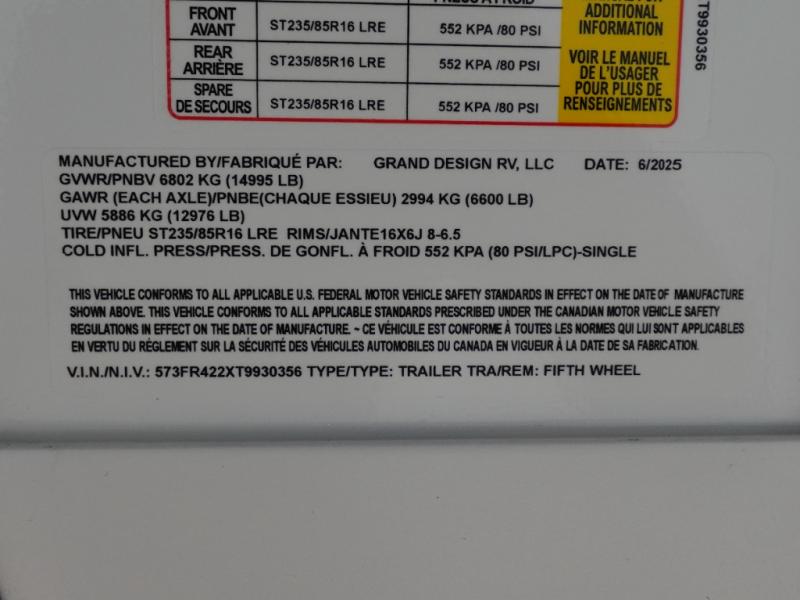 FRONT
AVANT ST235/85R16 LRE 552 KPA /80 PSI
REAR
ARRIÈRE ST235/85R16 LRE 552 KPA /80 PSI
SPARE
DE SECOURS ST235/85R16 LRE 552 KPA /80 PSI
ADDITIONAL
INFORMATION
VOIR LE MANUEL
DE L'USAGER
POUR PLUS DE
RENSEIGNEMENTS
T9930356
MANUFACTURED BY/FABRIQUÉ PAR: GRAND DESIGN RV, LLC DATE: 6/2025
GVWR/PNBV 6802 KG (14995 LB)
GAWR (EACH AXLE)/PNBE(CHAQUE ESSIEU) 2994 KG (6600 LB)
UVW 5886 KG (12976 LB)
TIRE/PNEU ST235/85R16 LRE RIMS/JANTE16X6J 8-6.5
COLD INFL. PRESS/PRESS. DE GONFL. À FROID 552 KPA (80 PSI/LPC)-SINGLE
THIS VEHICLE CONFORMS TO ALL APPLICABLE U.S. FEDERAL MOTOR VEHICLE SAFETY STANDARDS IN EFFECT ON THE DATE OF MANUFACTURE
SHOWN ABOVE. THIS VEHICLE CONFORMS TO ALL APPLICABLE STANDARDS PRESCRIBED UNDER THE CANADIAN MOTOR VEHICLE SAFETY
REGULATIONS IN EFFECT ON THE DATE OF MANUFACTURE. ~ CE VÉHICULE EST CONFORME À TOUTES LES NORMES QUI LUI SONT APPLICABLES
EN VERTU DU RÈGLEMENT SUR LA SÉCURITÉ DES VÉHICULES AUTOMOBILES DU CANADA EN VIGUEUR À LA DATE DE SA FABRICATION.
V.I.N./N.I.V.: 573FR422XT9930356 TYPE/TYPE: TRAILER TRA/REM: FIFTH WHEEL